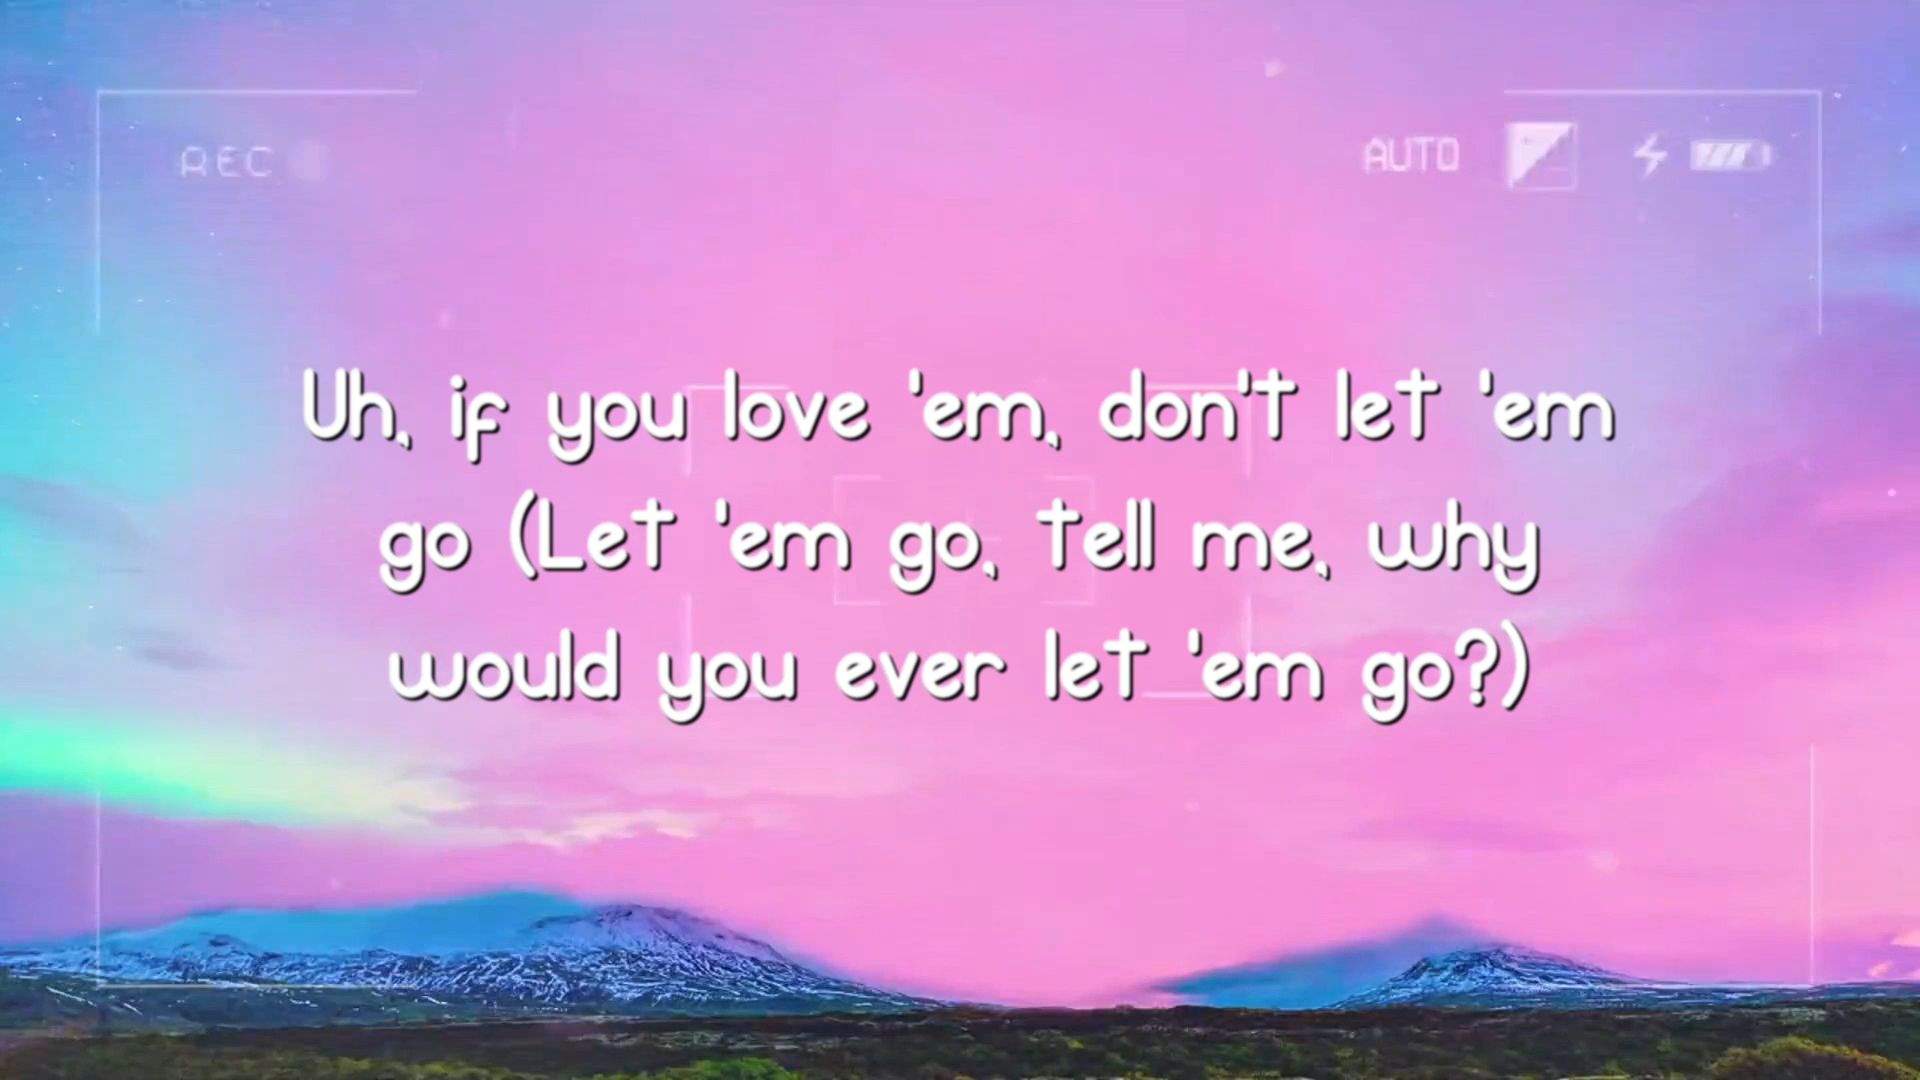 REC
AUTO
Uh, if you love 'em, don't let 'em
go (Let 'em go, tell me, why
would you ever let 'em go?)